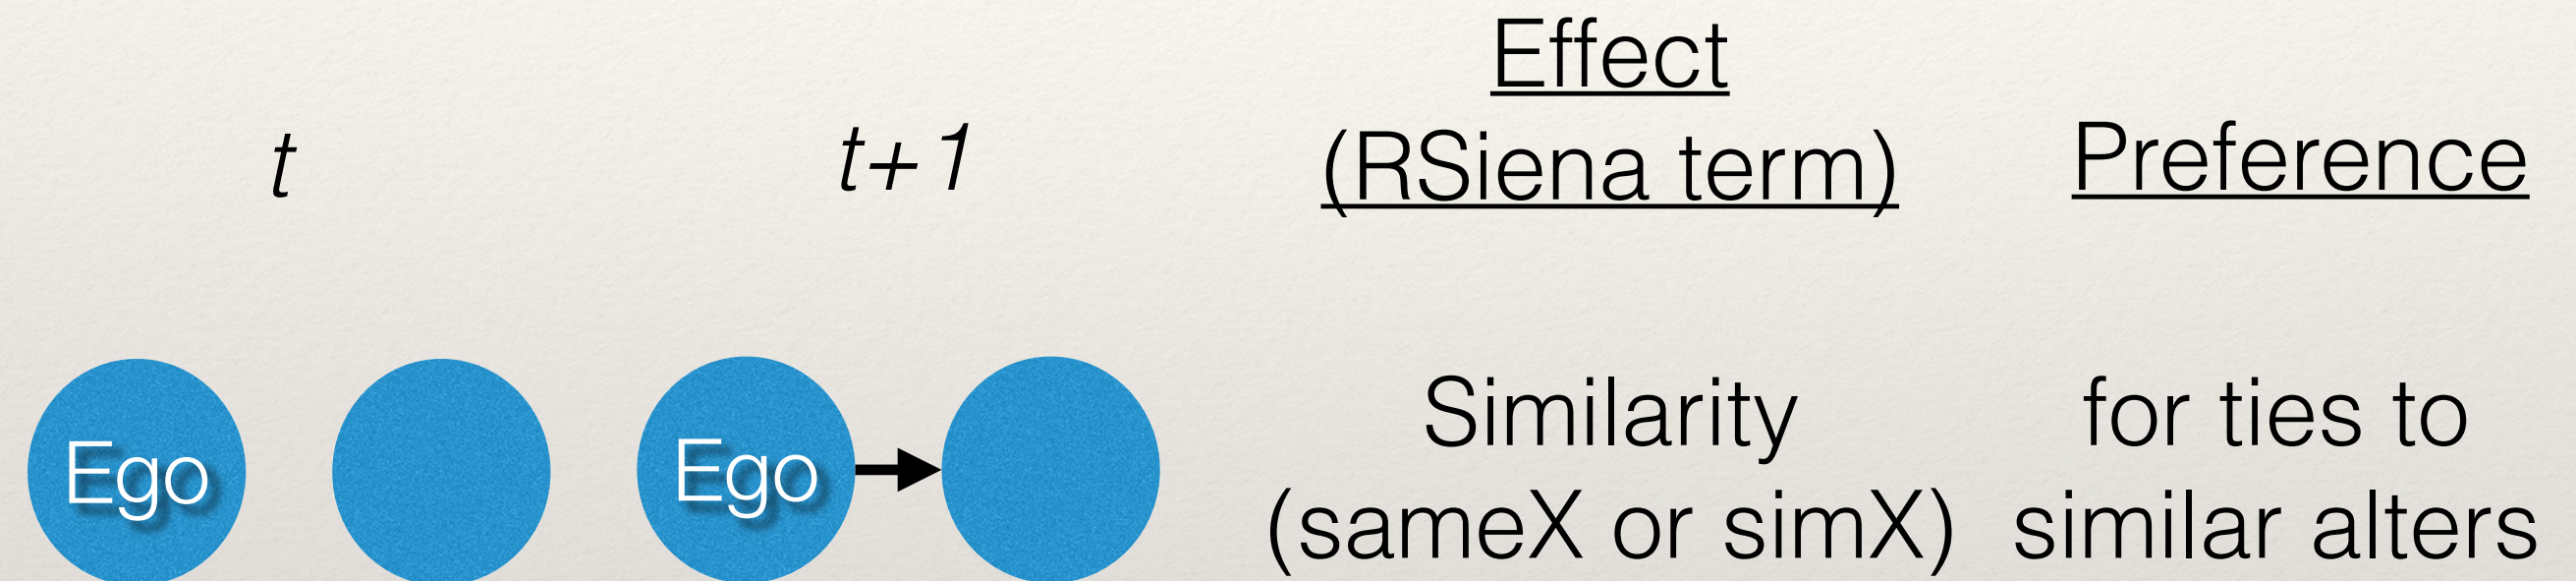 t
t+1
Effect
(RSiena term)
Preference
Ego
Ego
Similarity
(sameX or simX)
for ties to
similar alters